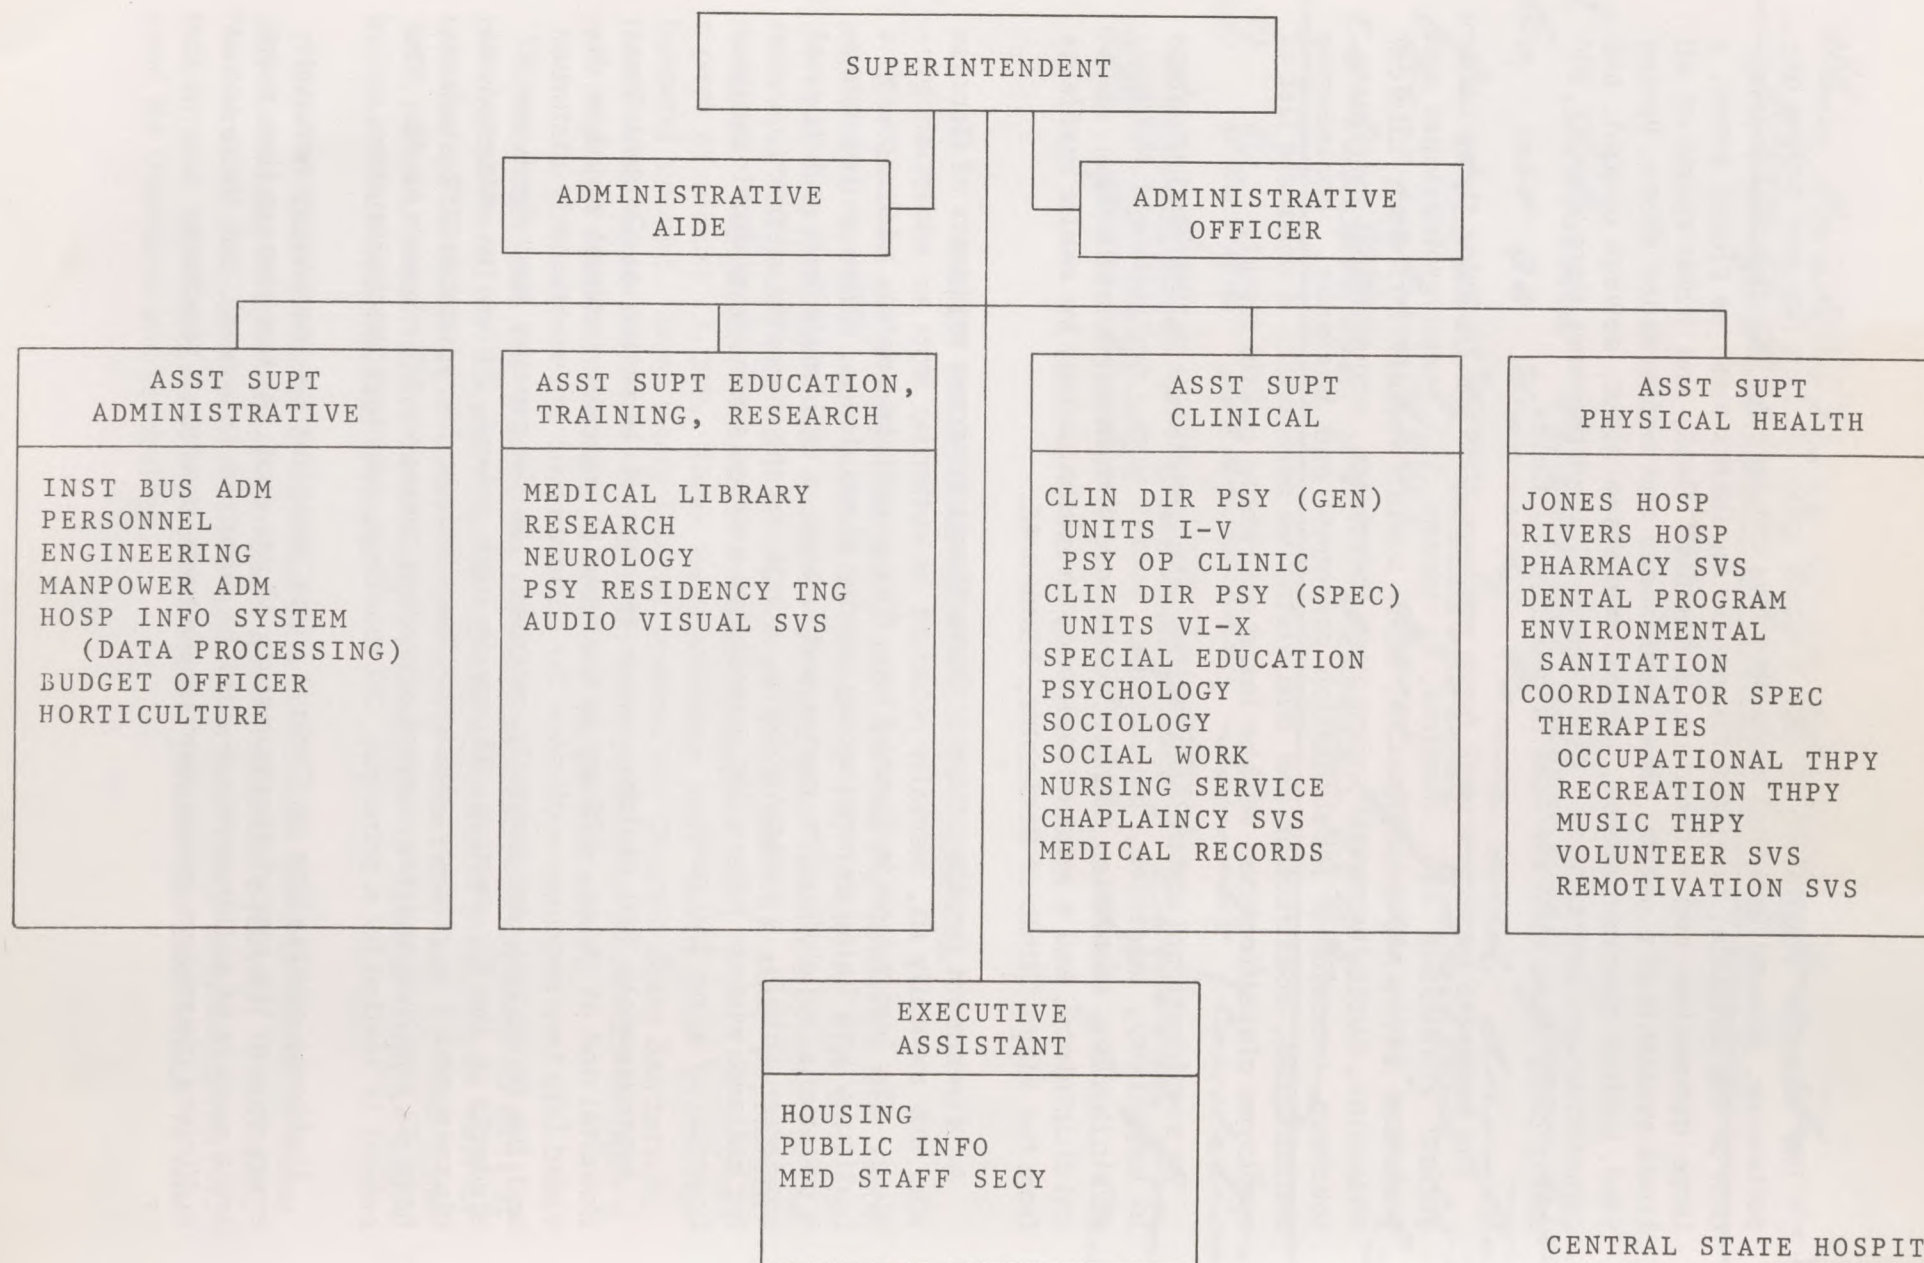 SUPERINTENDENT
ADMINISTRATIVE
AIDE
ADMINISTRATIVE
OFFICER
ASST SUPT
ADMINISTRATIVE
INST BUS ADM
PERSONNEL
ENGINEERING
MANPOWER ADM
HOSP INFO SYSTEM
(DATA PROCESSING)
BUDGET OFFICER
HORTICULTURE
ASST SUPT EDUCATION,
TRAINING, RESEARCH
MEDICAL LIBRARY
RESEARCH
NEUROLOGY
PSY RESIDENCY TNG
AUDIO VISUAL SVS
ASST SUPT
CLINICAL
CLIN DIR PSY (GEN)
UNITS I-V
PSY OP CLINIC
CLIN DIR PSY (SPEC)
UNITS VI-X
SPECIAL EDUCATION
PSYCHOLOGY
SOCIOLOGY
SOCIAL WORK
NURSING SERVICE
CHAPLAINCY SVS
MEDICAL RECORDS
ASST SUPT
PHYSICAL HEALTH
JONES HOSP
RIVERS HOSP
PHARMACY SVS
DENTAL PROGRAM
ENVIRONMENTAL
SANITATION
COORDINATOR SPEC
THERAPIES
OCCUPATIONAL THPY
RECREATION THPY
MUSIC THPY
VOLUNTEER SVS
REMOTIVATION SVS
EXECUTIVE
ASSISTANT
HOUSING
PUBLIC INFO
MED STAFF SECY
CENTRAL STATE HOSPIT